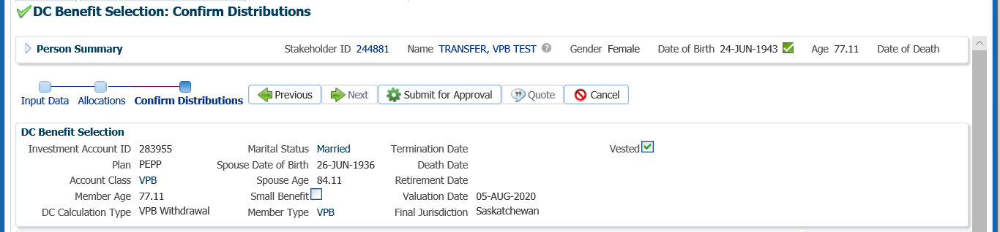 DC Benefit Selection: Confirm Distributions
Person Summary Stakeholder ID 244881 Name TRANSFER, VPB TEST Gender Female Date of Birth 24-JUN-1943 Age 77.11 Date of Death
Input Data Allocations Confirm Distributions Previous Next Submit for Approval Quote Cancel
DC Benefit Selection
Investment Account ID 283955 Marital Status Married Termination Date Vested
Plan PEPP Spouse Date of Birth 26-JUN-1936 Death Date
Account Class VPB Spouse Age 84.11 Retirement Date
Member Age 77.11 Small Benefit Valuation Date 05-AUG-2020
DC Calculation Type VPB Withdrawal Member Type VPB Final Jurisdiction Saskatchewan